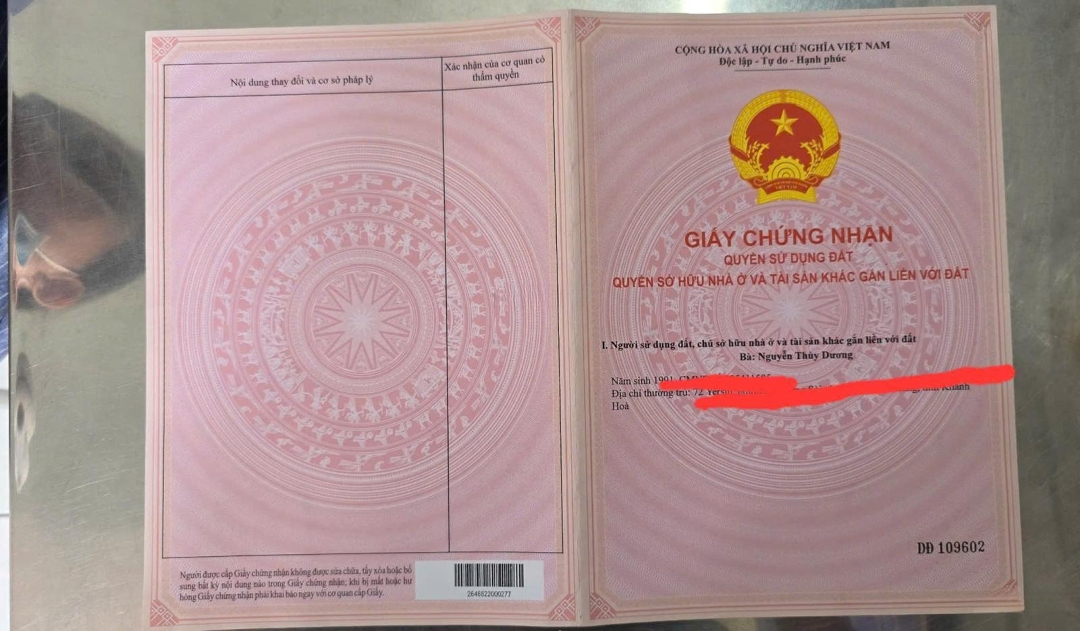 Nội dung thay đổi và cơ sở pháp lý
Xác nhận của cơ quan có
thẩm quyền
Người được cấp Giấy chứng nhận không được sửa chữa, tẩy xóa hoặc bổ
sung bất kỳ nội dung nào trong Giấy chứng nhận; khi bị mất hoặc hư
hỏng Giấy chứng nhận phải khai báo ngay với cơ quan cấp Giấy.
2646622000277
CỘNG HÒA XÃ HỘI CHỦ NGHĨA VIỆT NAM
Độc lập - Tự do - Hạnh phúc
VIỆT NAM
GIẤY CHỨNG NHẬN
QUYỀN SỬ DỤNG ĐẤT
QUYỀN SỞ HỮU NHÀ Ở VÀ TÀI SẢN KHÁC GẮN LIỀN VỚI ĐẤT
I. Người sử dụng đất, chủ sở hữu nhà ở và tài sản khác gắn liền với đất
Bà: Nguyễn Thùy Dương
Năm sinh 1991
Địa chỉ thường trú: 72 Khánh
Hoà
DĐ 109602